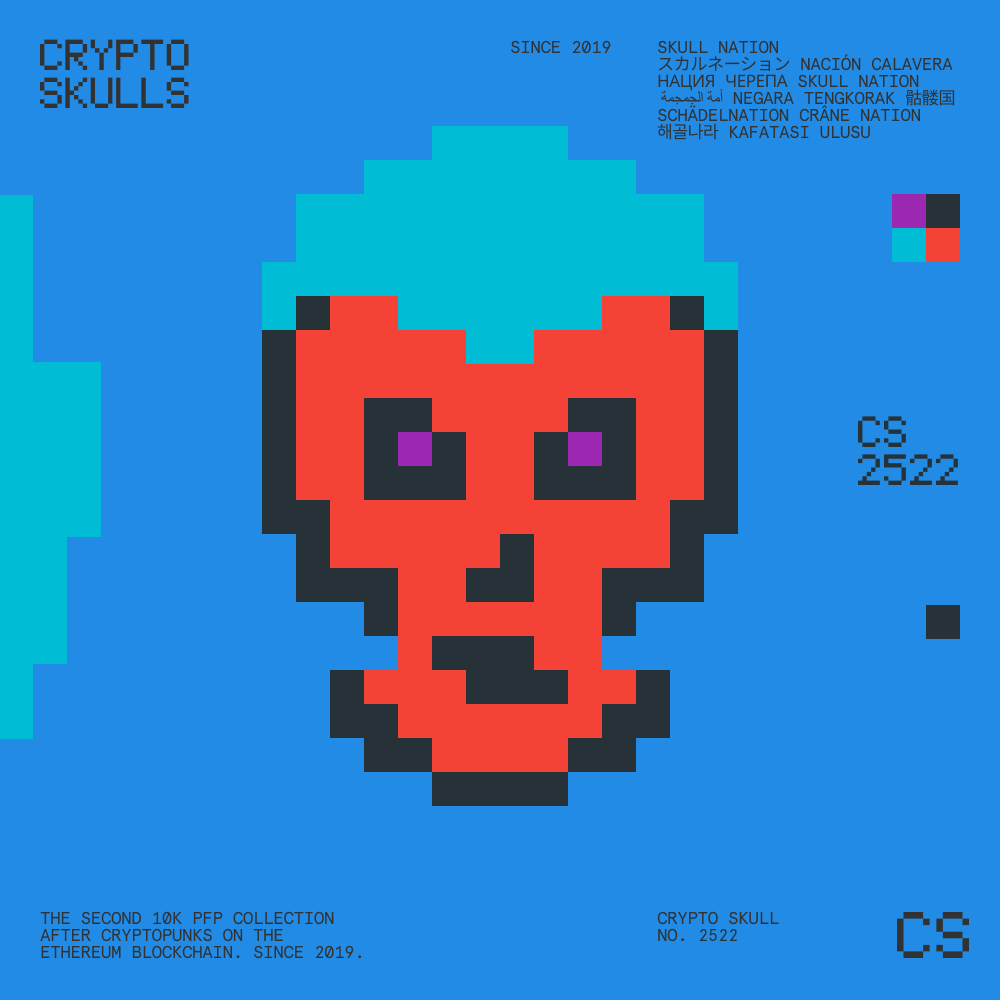 CRYPTO
SKULLS
SINCE 2019
SKULL NATION
スカルネーション NACIÓN CALAVERA
НАЦИЯ ЧЕРЕПА SKULL NATION
أمة الجمجمة NEGARA TENGKORAK 骷髅国
SCHÄDELNATION CRÂNE NATION
해골나라 KAFATASI ULUSU
CS
2522
THE SECOND 10K PFP COLLECTION
AFTER CRYPTOPUNKS ON THE
ETHEREUM BLOCKCHAIN. SINCE 2019.
CRYPTO SKULL
NO. 2522
CS